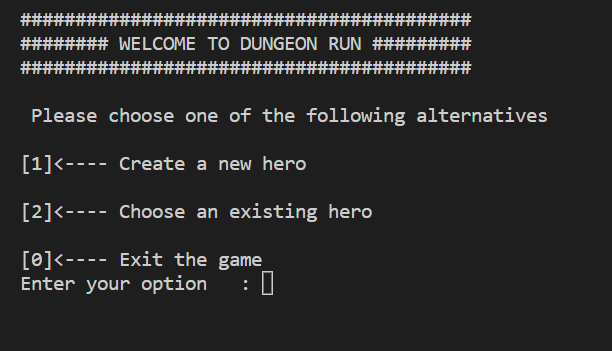 #########################################
######## WELCOME TO DUNGEON RUN #########
#########################################
Please choose one of the following alternatives
[1]<---- Create a new hero
[2]<---- Choose an existing hero
[0]<---- Exit the game
Enter your option   :